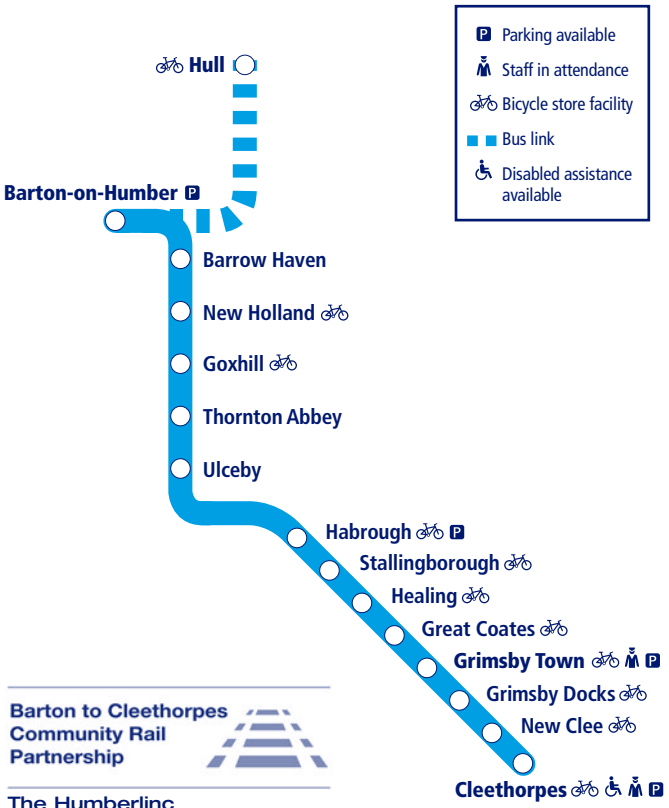 P Parking available
Staff in attendance
Bicycle store facility
Bus link
Disabled assistance
available
Hull
Barton-on-Humber P
Barrow Haven
New Holland
Goxhill
Thornton Abbey
Ulceby
Habrough P
Stallingborough
Healing
Great Coates
Grimsby Town P
Grimsby Docks
New Clee
Cleethorpes P
Barton to Cleethorpes
Community Rail
Partnership
The Humberlinc